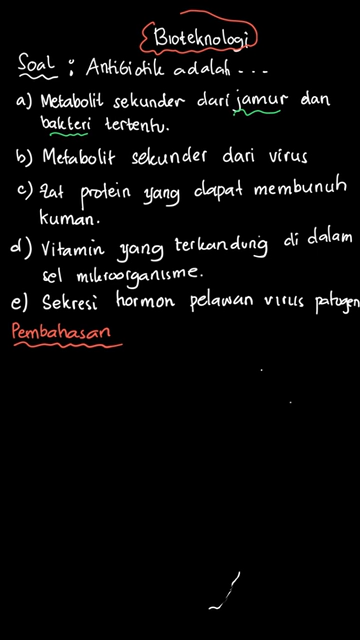 Bioteknologi
Soal : Antibiotik adalah ...
a) Metabolit sekunder dari jamur dan
bakteri tertentu.
b) Metabolit sekunder dari virus
c) Zat protein yang dapat membunuh
kuman.
d) Vitamin yang terkandung di dalam
sel mikroorganisme.
e) Sekresi hormon pelawan virus patogen
Pembahasan